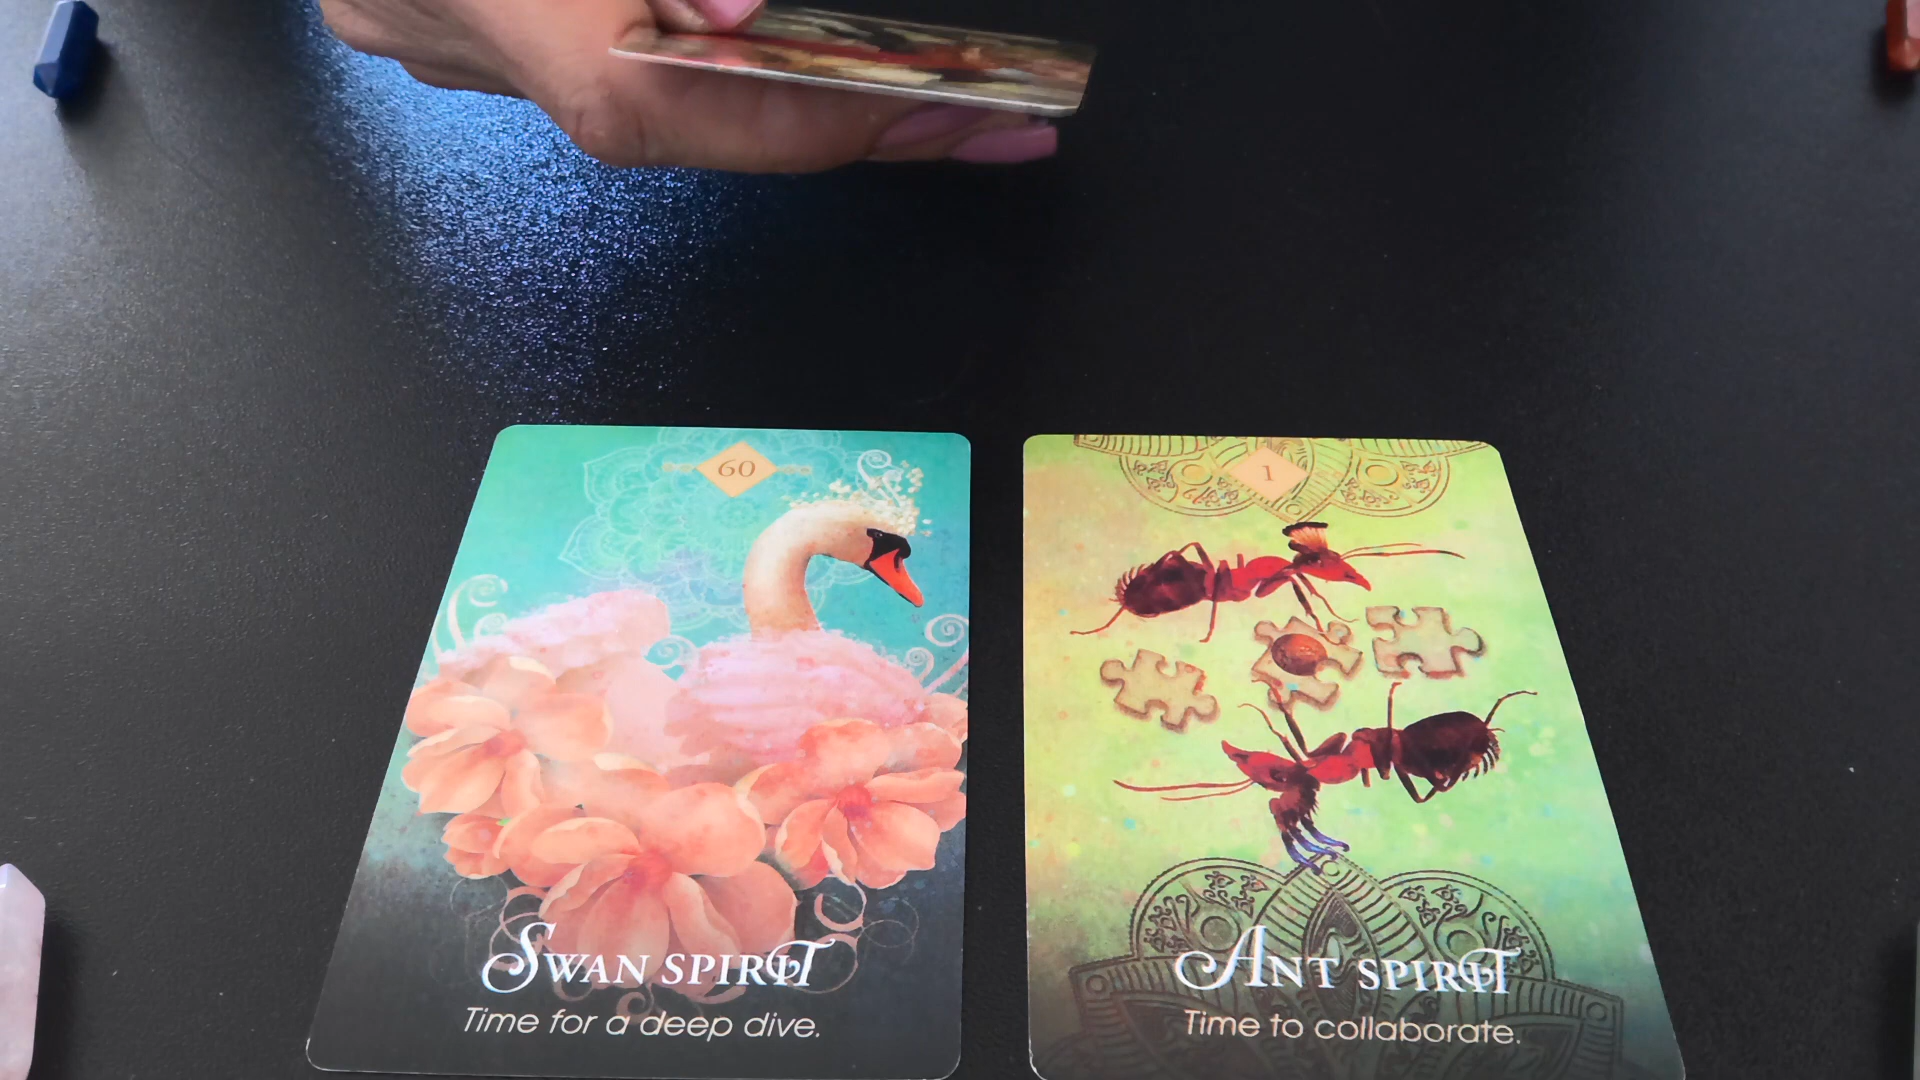 60
SWAN SPIRIT
Time for a deep dive.
1
ANT SPIRIT
Time to collaborate.